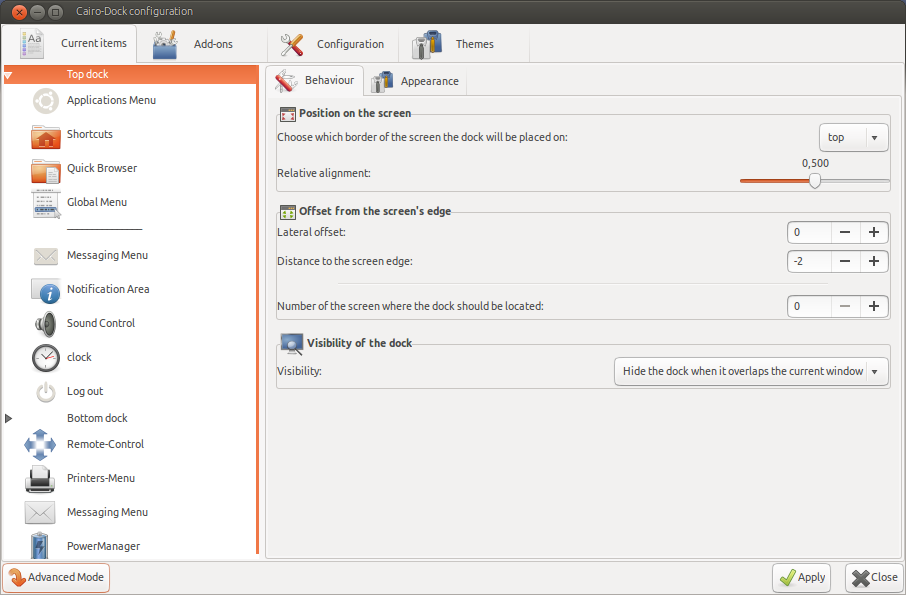 Cairo-Dock configuration
Current items
Add-ons
Configuration
Themes
Top dock
Applications Menu
Shortcuts
Quick Browser
Global Menu
Messaging Menu
Notification Area
Sound Control
clock
Log out
Bottom dock
Remote-Control
Printers-Menu
Messaging Menu
PowerManager
Behaviour
Appearance
Position on the screen
Choose which border of the screen the dock will be placed on:
top
Relative alignment:
0,500
Offset from the screen's edge
Lateral offset:
0
Distance to the screen edge:
-2
Number of the screen where the dock should be located:
0
Visibility of the dock
Visibility:
Hide the dock when it overlaps the current window
Advanced Mode
Apply
Close